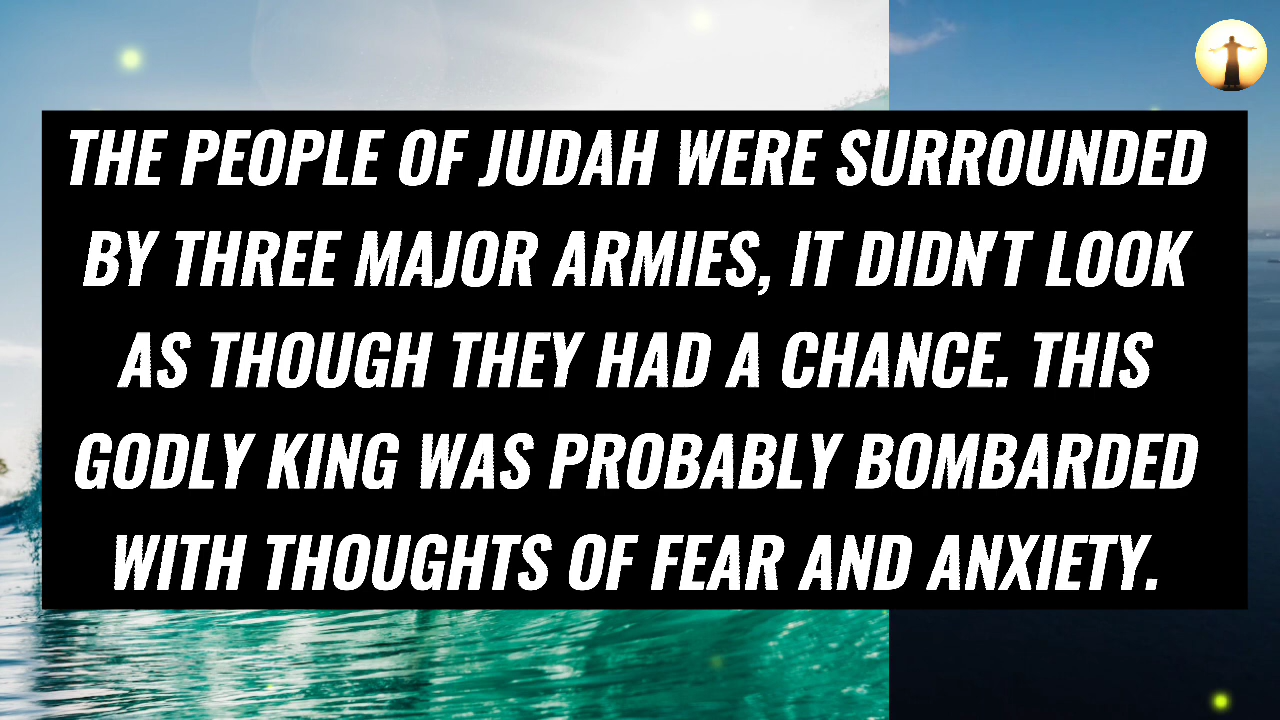 THE PEOPLE OF JUDAH WERE SURROUNDED
BY THREE MAJOR ARMIES, IT DIDN'T LOOK
AS THOUGH THEY HAD A CHANCE. THIS
GODLY KING WAS PROBABLY BOMBARDED
WITH THOUGHTS OF FEAR AND ANXIETY.